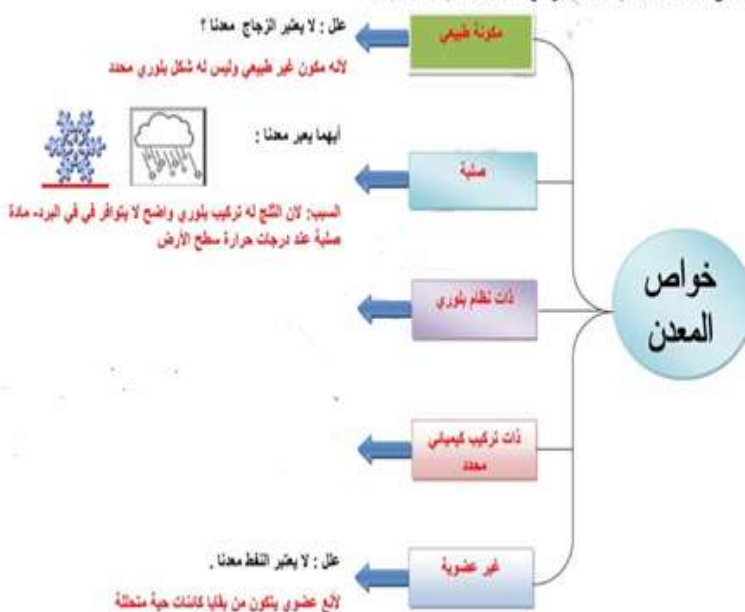 خواص
المعدن
مكونة طبيعي
علل : لا يعتبر الزجاج معدنا ؟
لأنه مكون غير طبيعي وليس له شكل بلوري محدد
صلبة
أيهما يعبر معدنا :
السبب: لان الثلج له تركيب بلوري واضح لا يتوافر في في البرد، مادة
صلبة عند درجات حرارة سطح الأرض
ذات نظام بلوري
ذات تركيب كيميائي
محدد
غير عضوية
علل : لا يعتبر النفط معدنا .
لأنع عضوي يتكون من بقايا كائنات حية متحللة